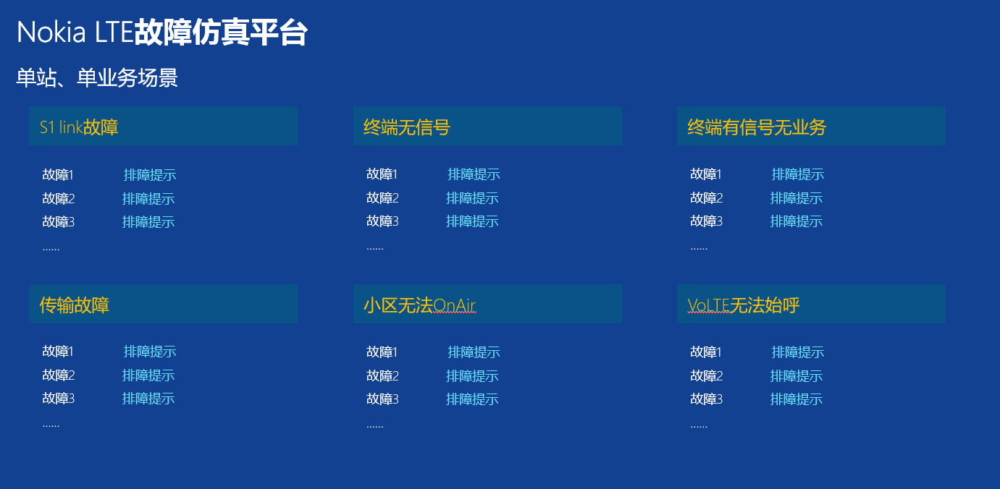 Nokia LTE故障仿真平台
单站、单业务场景
S1 link故障
故障1 排障提示
故障2 排障提示
故障3 排障提示
……
终端无信号
故障1 排障提示
故障2 排障提示
故障3 排障提示
……
终端有信号无业务
故障1 排障提示
故障2 排障提示
故障3 排障提示
……
传输故障
故障1 排障提示
故障2 排障提示
故障3 排障提示
……
小区无法OnAir
故障1 排障提示
故障2 排障提示
故障3 排障提示
……
VoLTE无法始呼
故障1 排障提示
故障2 排障提示
故障3 排障提示
……